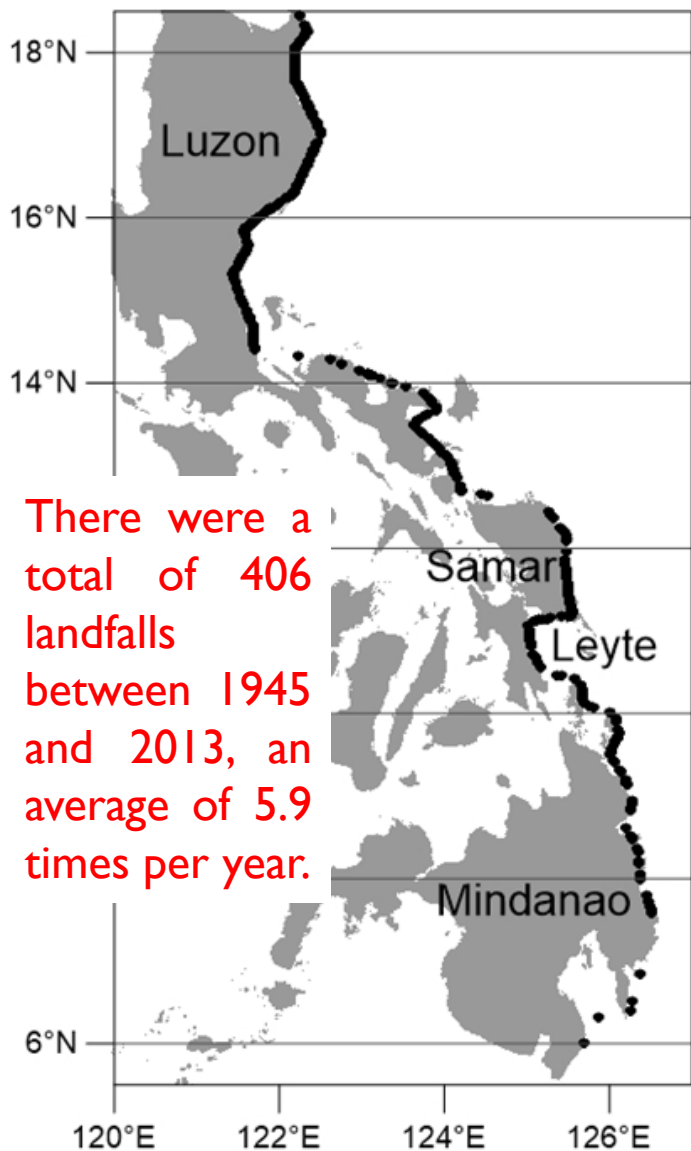 18°N
Luzon
16°N
14°N
There were a
total of 406
landfalls
between 1945
and 2013, an
average of 5.9
times per year.
Samar
Leyte
Mindanao
6°N
120°E 122°E 124°E 126°E